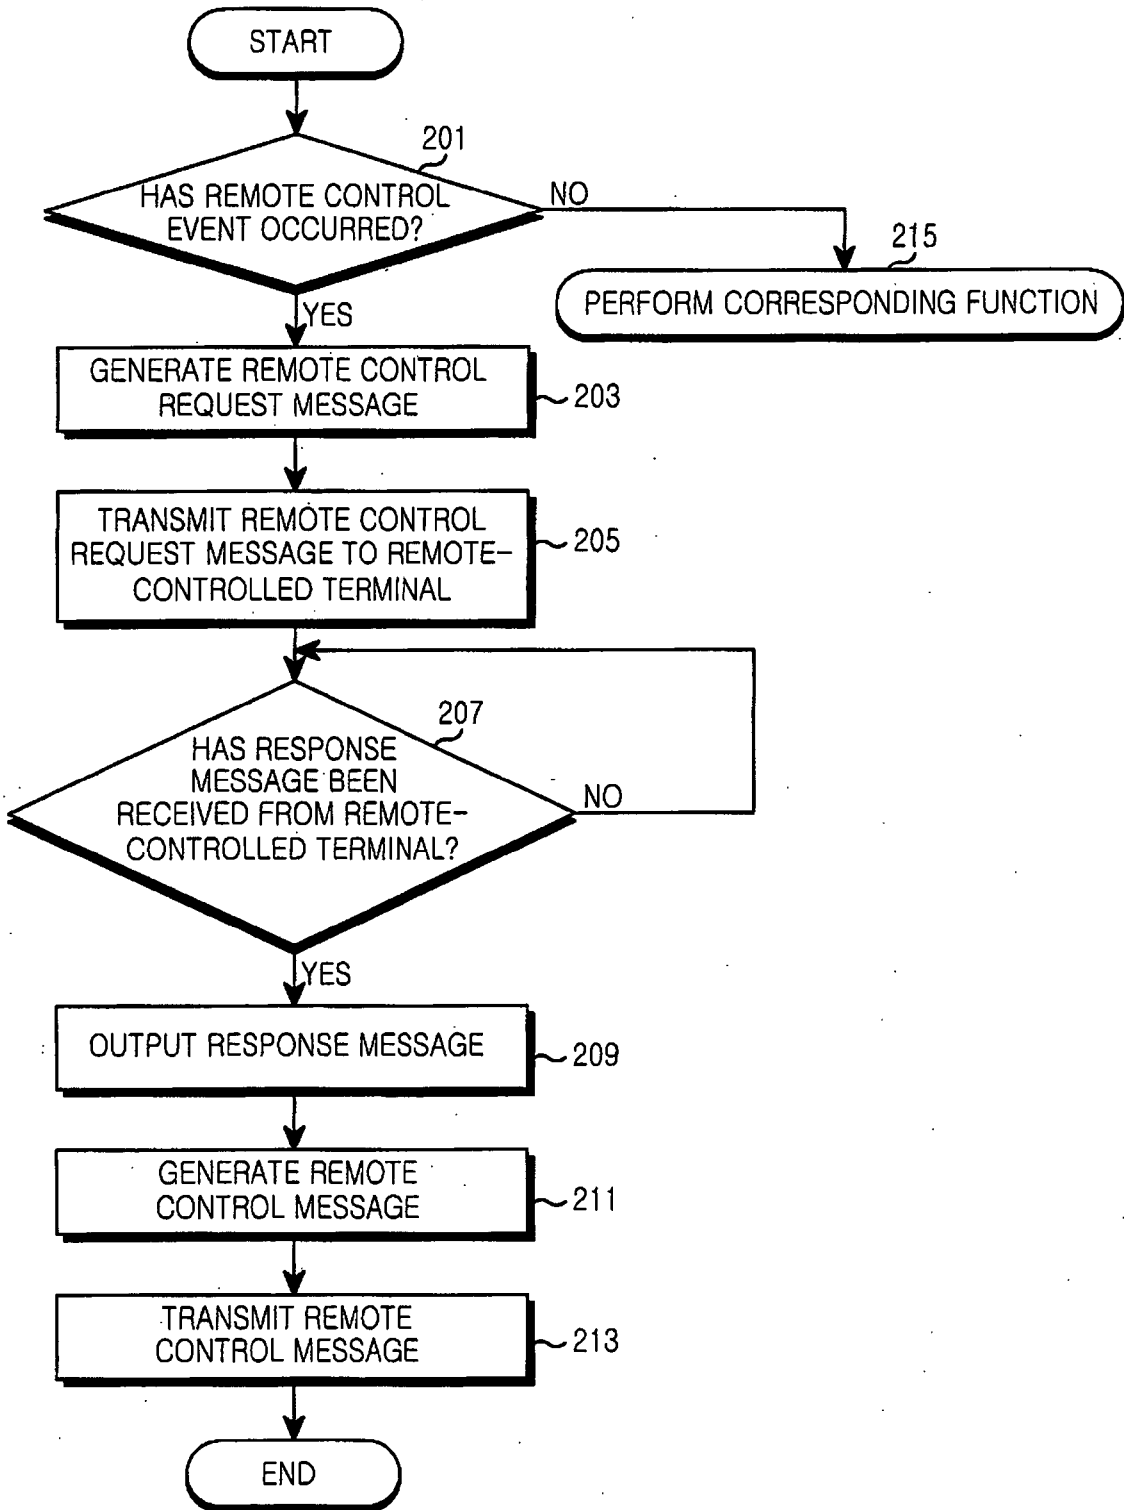 START
201
HAS REMOTE CONTROL
EVENT OCCURRED?
NO
215
PERFORM CORRESPONDING FUNCTION
YES
GENERATE REMOTE CONTROL
REQUEST MESSAGE
203
TRANSMIT REMOTE CONTROL
REQUEST MESSAGE TO REMOTE-
CONTROLLED TERMINAL
205
207
HAS RESPONSE
MESSAGE BEEN
RECEIVED FROM REMOTE-
CONTROLLED TERMINAL?
NO
YES
OUTPUT RESPONSE MESSAGE
209
GENERATE REMOTE
CONTROL MESSAGE
211
TRANSMIT REMOTE
CONTROL MESSAGE
213
END